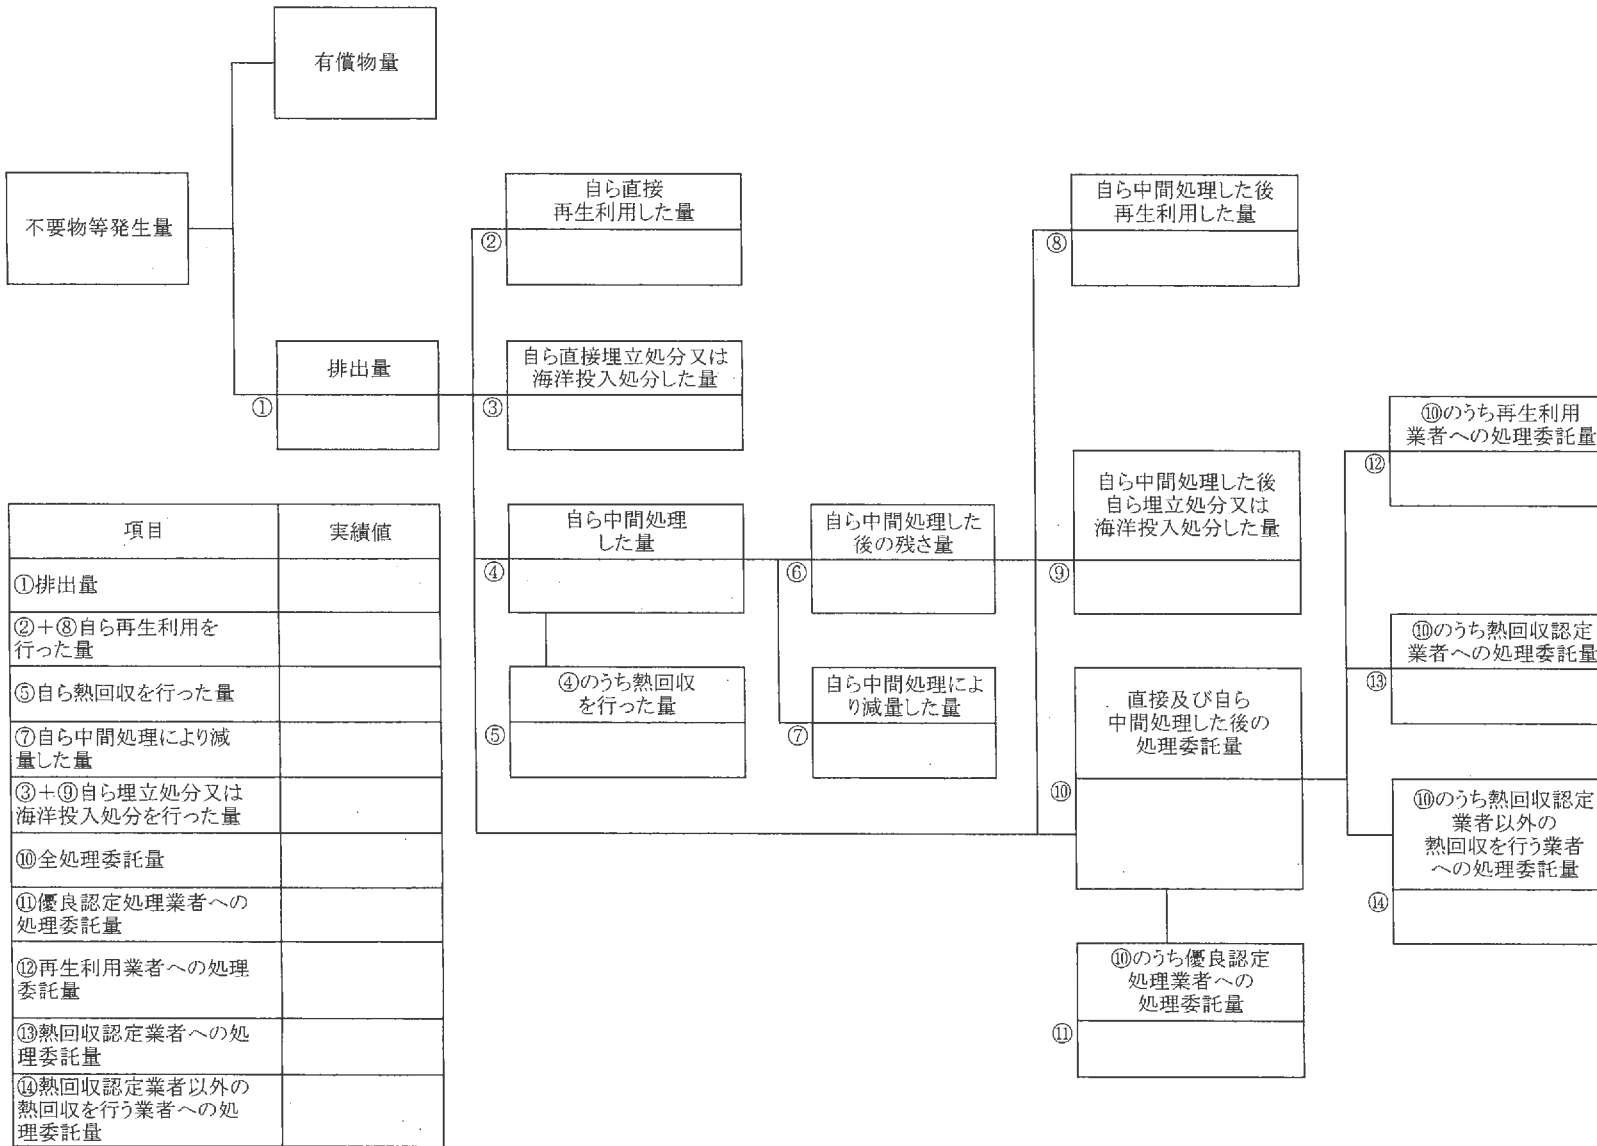 有償物量
不要物等発生量
自ら直接
再生利用した量
②
自ら中間処理した後
再生利用した量
⑧
排出量
①
自ら直接埋立処分又は
海洋投入処分した量
③
⑩のうち再生利用
業者への処理委託量
⑫
自ら中間処理
した量
④
自ら中間処理した
後の残さ量
⑥
自ら中間処理した後
自ら埋立処分又は
海洋投入処分した量
⑨
⑩のうち熱回収認定
業者への処理委託量
⑬
④のうち熱回収
を行った量
⑤
自ら中間処理によ
り減量した量
⑦
直接及び自ら
中間処理した後の
処理委託量
⑩
⑩のうち熱回収認定
業者以外の
熱回収を行う業者
への処理委託量
⑭
⑩のうち優良認定
処理業者への
処理委託量
⑪
項目 実績値
①排出量
②+⑧自ら再生利用を
行った量
⑤自ら熱回収を行った量
⑦自ら中間処理により減
量した量
③+⑨自ら埋立処分又は
海洋投入処分を行った量
⑩全処理委託量
⑪優良認定処理業者への
処理委託量
⑫再生利用業者への処理
委託量
⑬熱回収認定業者への処
理委託量
⑭熱回収認定業者以外の
熱回収を行う業者への処
理委託量